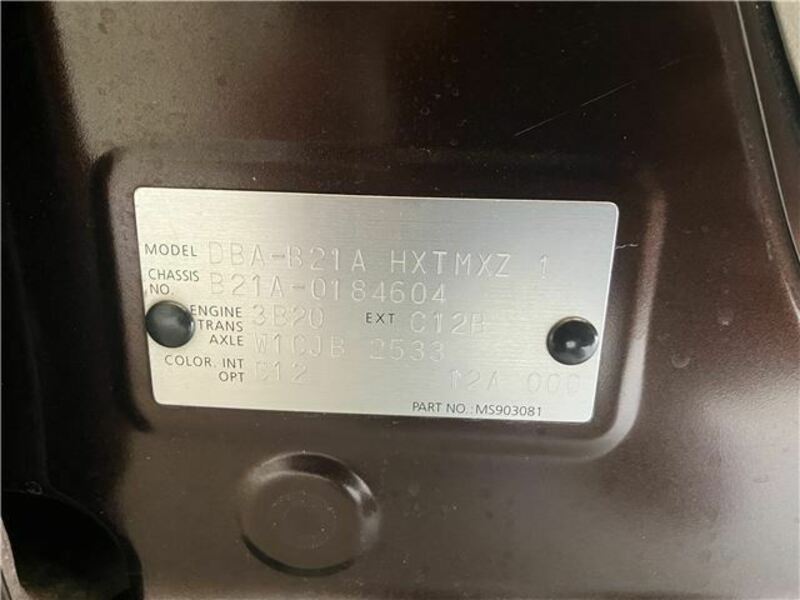 MODEL DBA-B21A HXTMXZ 1
CHASSIS NO. B21A-0184604
ENGINE 3B20 EXT C12B
TRANS AXLE W1CJB 2533
COLOR, INT OPT C12 12A 000
PART NO.: MS903081